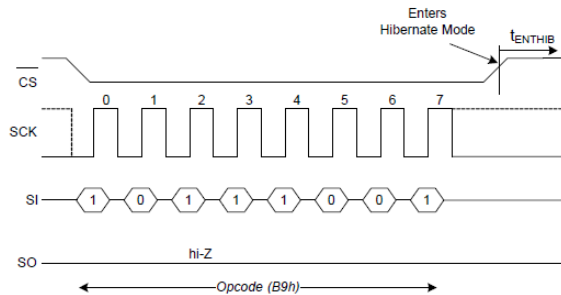 Enters
Hibernate Mode
tENTHIB
CS
0 1 2 3 4 5 6 7
SCK
SI 1 0 1 1 1 0 0 1
hi-Z
SO
Opcode (B9h)